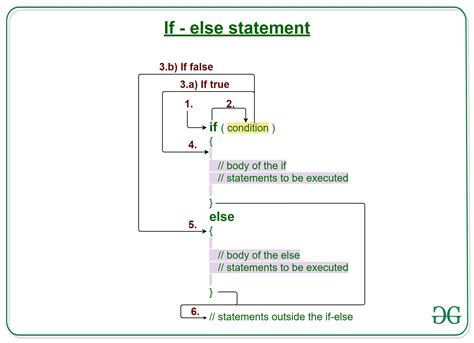 If - else statement
3.b) If false
3.a) If true
1.
2.
if ( condition )
4.
{
// body of the if
// statements to be executed
}
else
5.
{
// body of the else
// statements to be executed
}
6.
// statements outside the if-else